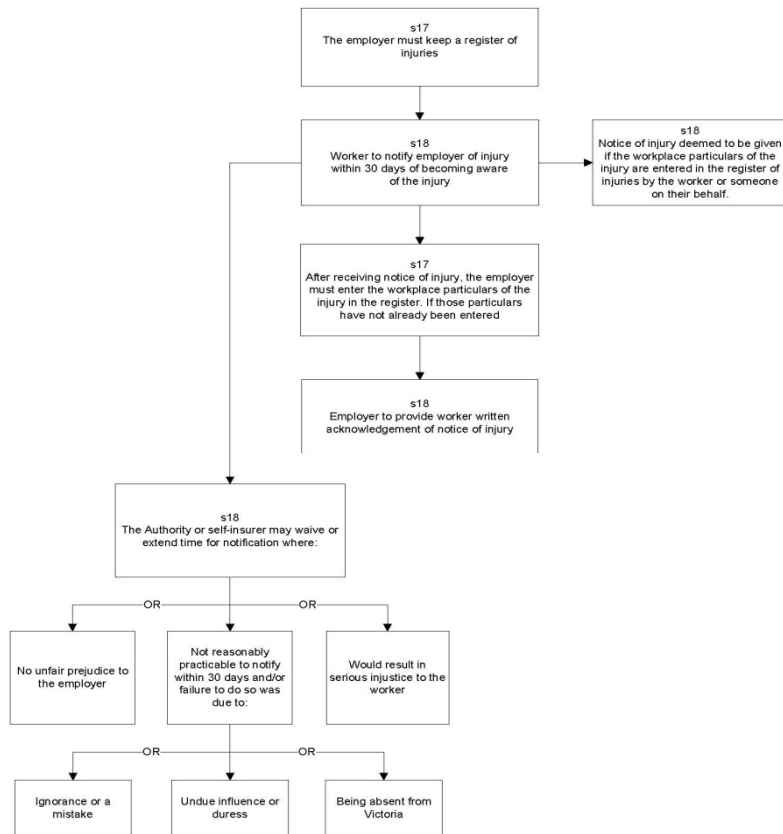 s17
The employer must keep a register of
injuries
s18
Worker to notify employer of injury
within 30 days of becoming aware
of the injury
s18
Notice of injury deemed to be given
if the workplace particulars of the
injury are entered in the register of
injuries by the worker or someone
on their behalf.
s17
After receiving notice of injury, the employer
must enter the workplace particulars of the
injury in the register. If those particulars
have not already been entered
s18
Employer to provide worker written
acknowledgement of notice of injury
s18
The Authority or self-insurer may waive or
extend time for notification where:
OR
OR
No unfair prejudice to
the employer
Not reasonably
practicable to notify
within 30 days and/or
failure to do so was
due to:
Would result in
serious injustice to the
worker
OR
OR
Ignorance or a
mistake
Undue influence or
duress
Being absent from
Victoria